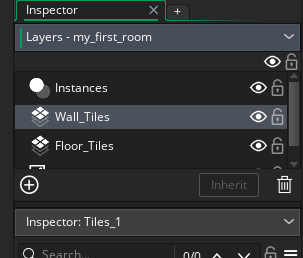 Inspector
Layers - my_first_room
Instances
Wall_Tiles
Floor_Tiles
Inherit
Inspector: Tiles_1
Search... 0/0